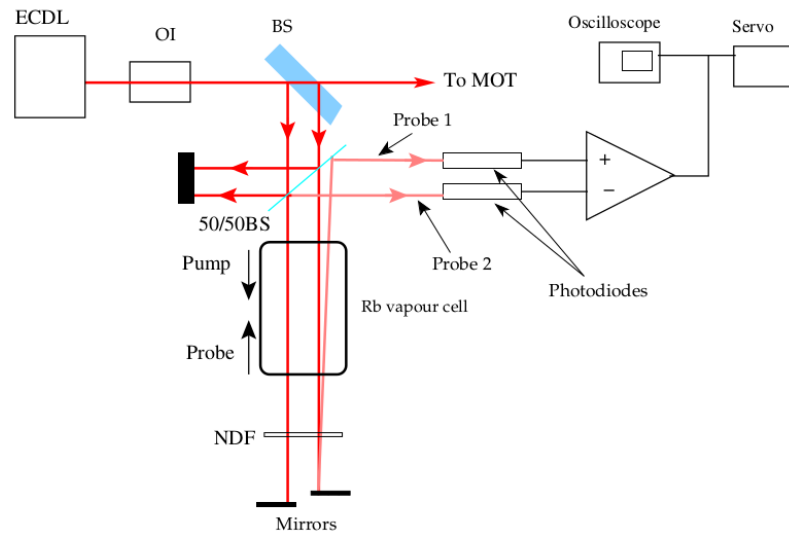 ECDL
OI
BS
Oscilloscope
Servo
To MOT
Probe 1
+
−
50/50BS
Probe 2
Pump
Photodiodes
Rb vapour cell
Probe
NDF
Mirrors